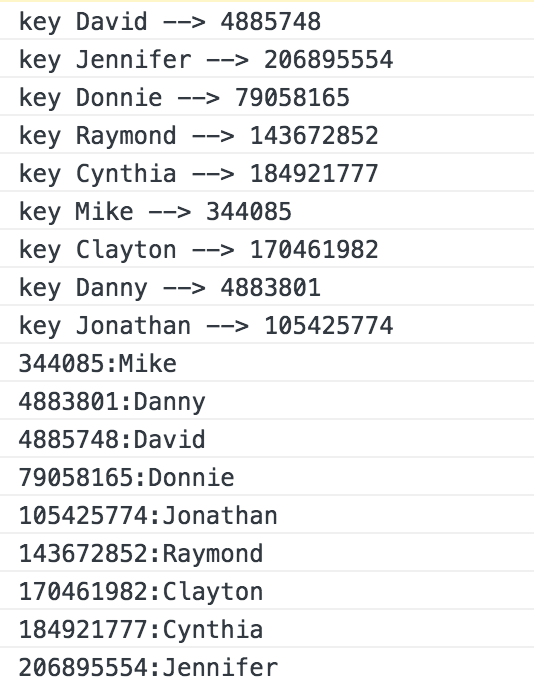 key David --> 4885748
key Jennifer --> 206895554
key Donnie --> 79058165
key Raymond --> 143672852
key Cynthia --> 184921777
key Mike --> 344085
key Clayton --> 170461982
key Danny --> 4883801
key Jonathan --> 105425774
344085:Mike
4883801:Danny
4885748:David
79058165:Donnie
105425774:Jonathan
143672852:Raymond
170461982:Clayton
184921777:Cynthia
206895554:Jennifer